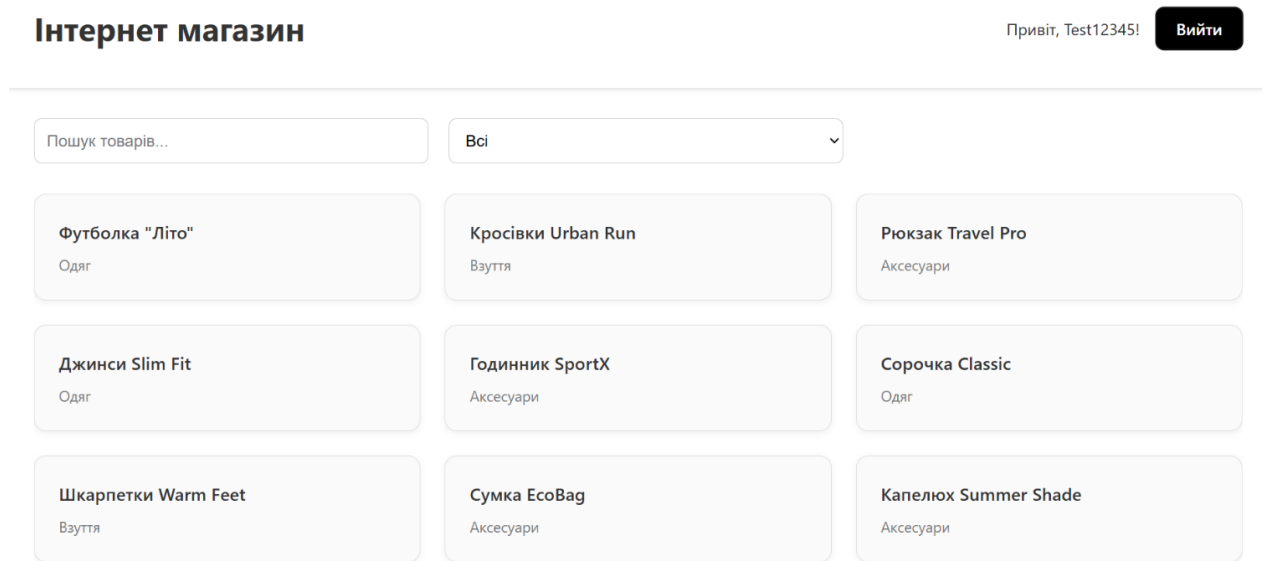 Інтернет магазин
Привіт, Test12345!
Вийти
Пошук товарів...
Всі
Футболка "Літо"
Одяг
Кросівки Urban Run
Взуття
Рюкзак Travel Pro
Аксесуари
Джинси Slim Fit
Одяг
Годинник SportX
Аксесуари
Сорочка Classic
Одяг
Шкарпетки Warm Feet
Взуття
Сумка EcoBag
Аксесуари
Капелюх Summer Shade
Аксесуари